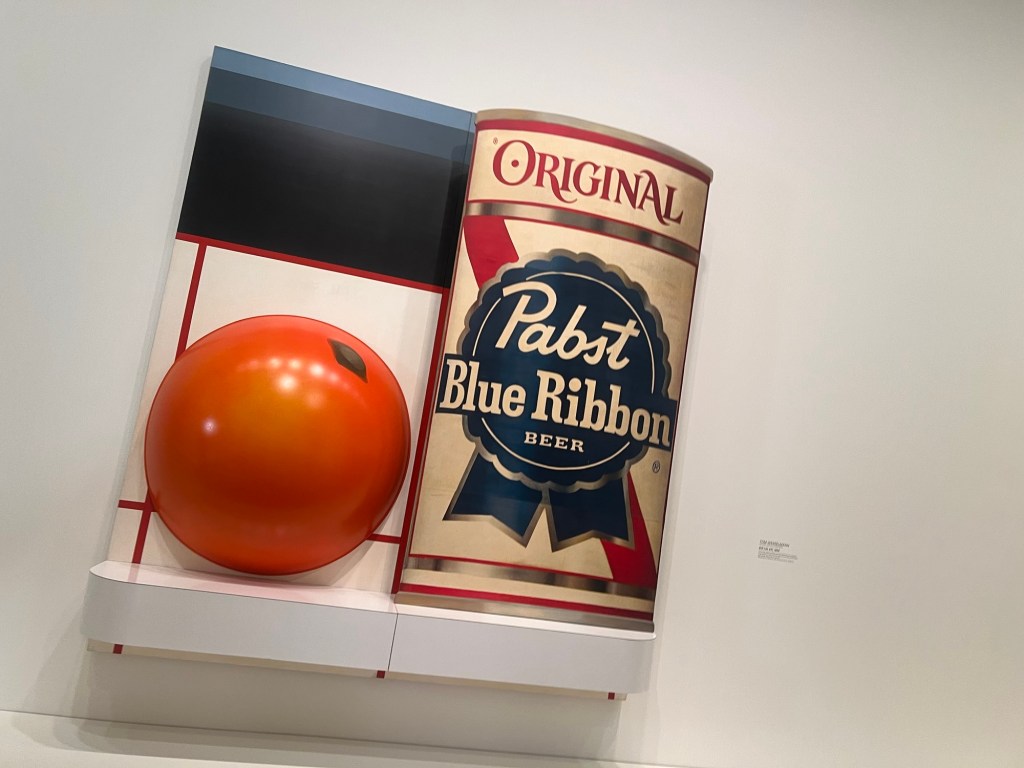 ORIGINAL
Pabst
Blue Ribbon
BEER
®